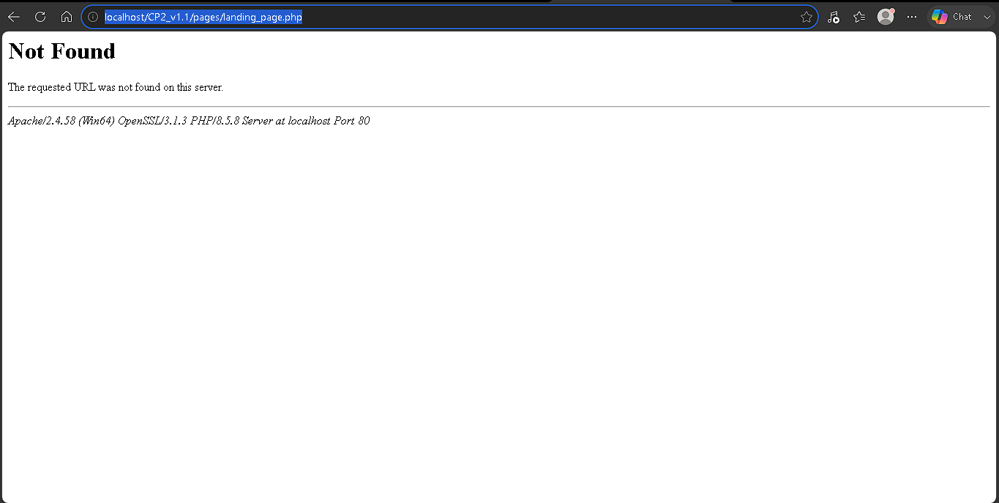 localhost/CP2_v1.1/pages/landing_page.php
Chat
Not Found
The requested URL was not found on this server.
Apache/2.4.58 (Win64) OpenSSL/3.1.3 PHP/8.5.8 Server at localhost Port 80